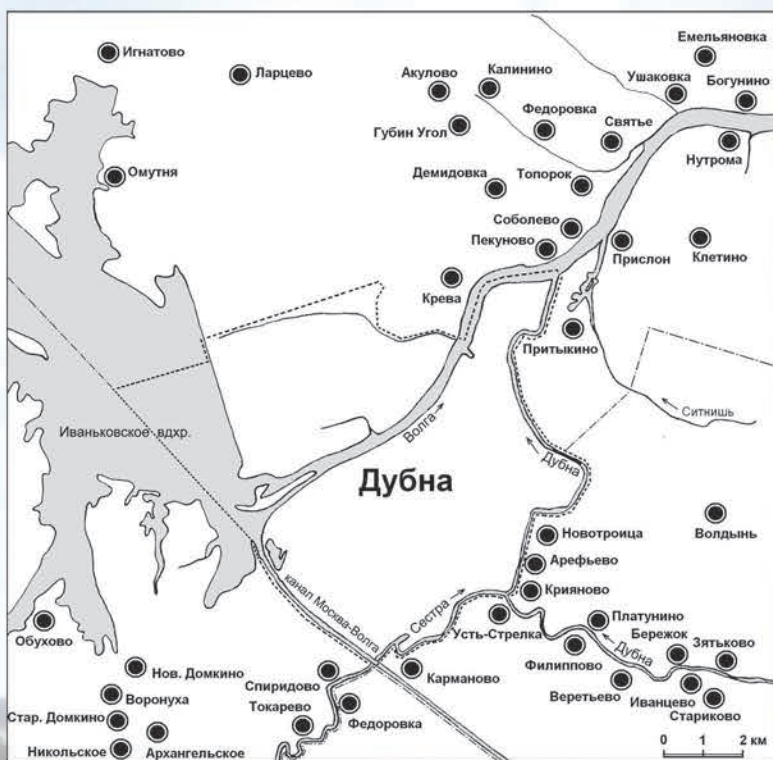 Емельяновка
Игнатово
Ларцево
Акулово
Калинино
Ушаковка
Богунино
Федоровка
Святье
Губин Угол
Нутрома
Омутня
Демидовка
Топорок
Соболево
Пекуново
Прислон
Клетино
Крева
Притыкино
Ситнишь
Волга
Иваньковское вдхр.
Дубна
Дубна
Новотроица
Волдынь
Арефьево
Крияново
канал Москва-Волга
Сестра
Обухово
Усть-Стрелка
Платунино
Бережок
Зятьково
Дубна
Нов. Домкино
Спиридово
Карманово
Филиппово
Воронуха
Токарево
Федоровка
Веретьево
Иванцево
Стариково
Стар. Домкино
Никольское
Архангельское
0 1 2 км